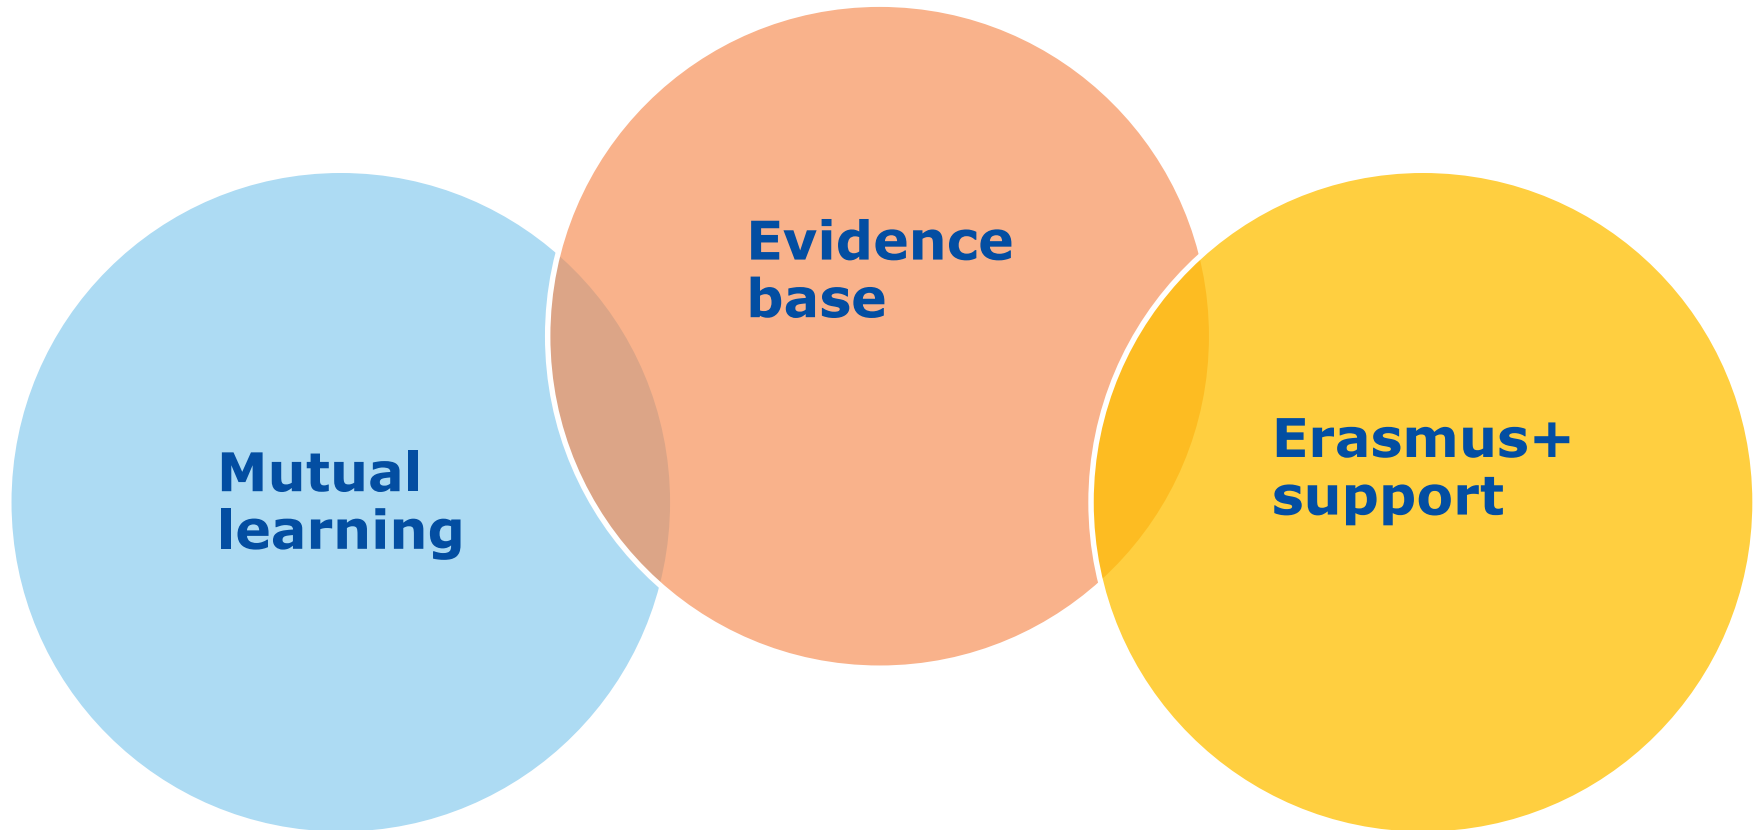 Mutual
learning
Evidence
base
Erasmus+
support